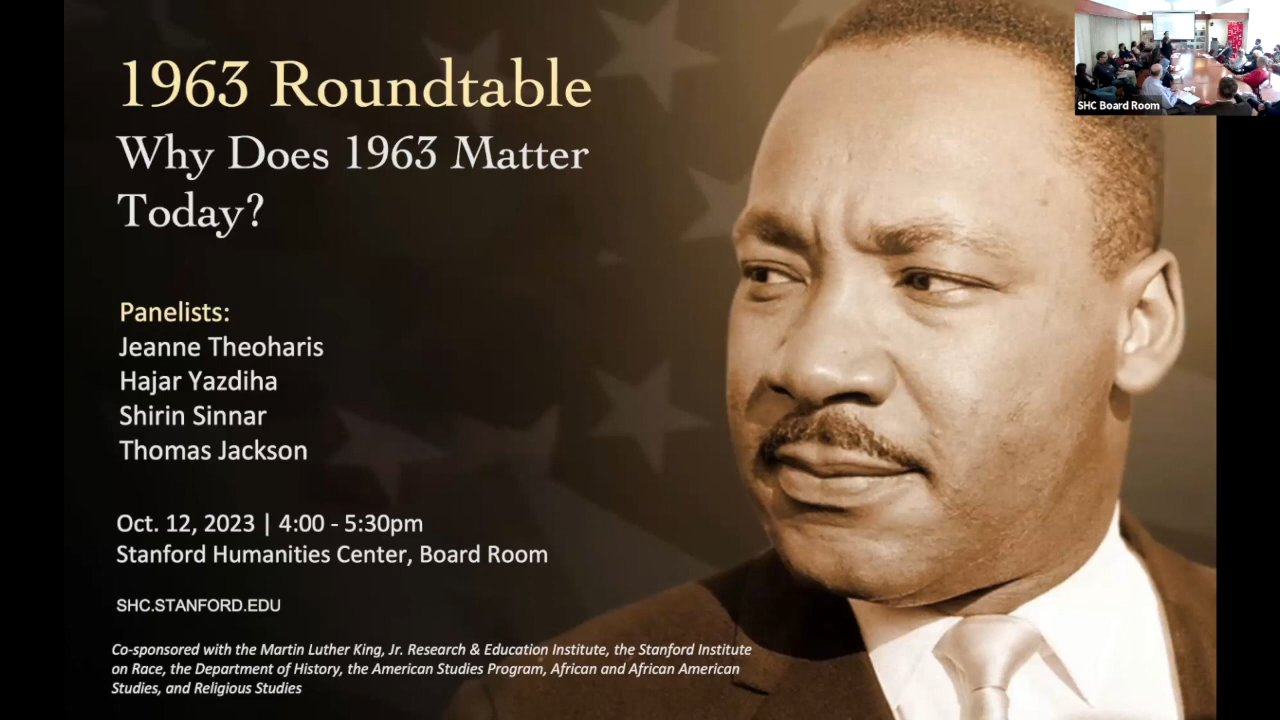 1963 Roundtable
Why Does 1963 Matter
Today?
Panelists:
Jeanne Theoharis
Hajar Yazdiha
Shirin Sinnar
Thomas Jackson
Oct. 12, 2023 | 4:00 - 5:30pm
Stanford Humanities Center, Board Room
SHC.STANFORD.EDU
Co-sponsored with the Martin Luther King, Jr. Research & Education Institute, the Stanford Institute
on Race, the Department of History, the American Studies Program, African and African American
Studies, and Religious Studies
SHC Board Room